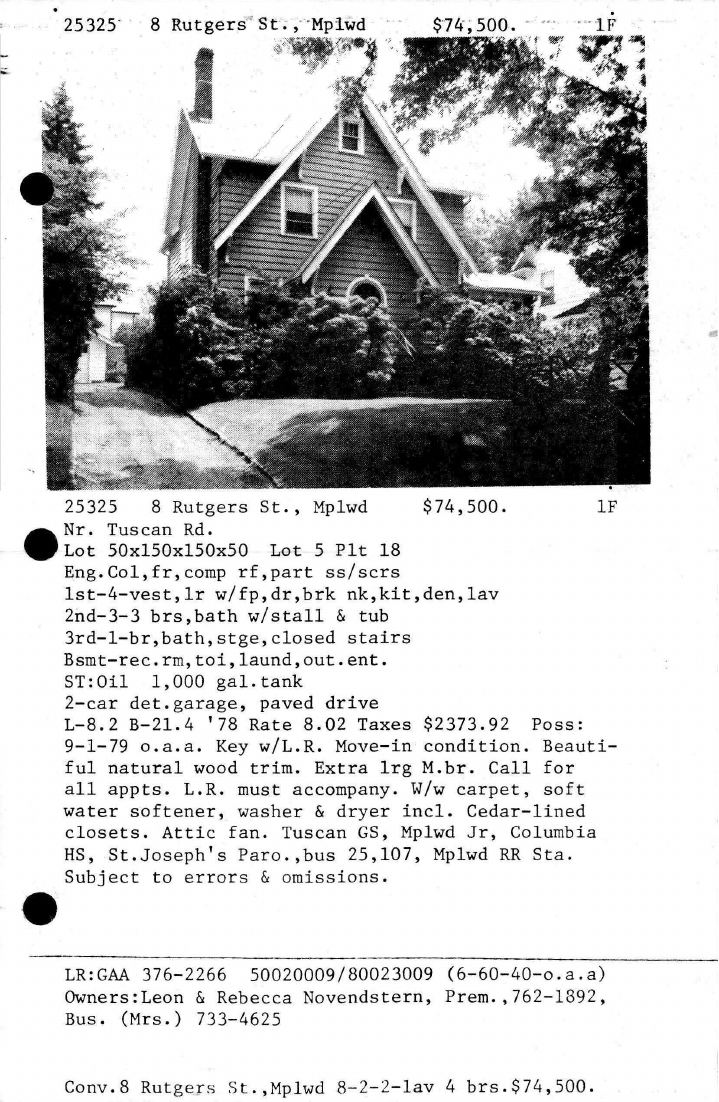 25325 8 Rutgers St., Mplwd $74,500. 1F
25325 8 Rutgers St., Mplwd $74,500. 1F
Nr. Tuscan Rd.
Lot 50x150x150x50 Lot 5 Plt 18
Eng.Col,fr,comp rf,part ss/scrs
1st-4-vest,lr w/fp,dr,brk nk,kit,den,lav
2nd-3-3 brs,bath w/stall & tub
3rd-1-br,bath,stge,closed stairs
Bsmt-rec.rm,toi,laund,out.ent.
ST:Oil 1,000 gal.tank
2-car det.garage, paved drive
L-8.2 B-21.4 '78 Rate 8.02 Taxes $2373.92 Poss:
9-1-79 o.a.a. Key w/L.R. Move-in condition. Beauti-
ful natural wood trim. Extra lrg M.br. Call for
all appts. L.R. must accompany. W/w carpet, soft
water softener, washer & dryer incl. Cedar-lined
closets. Attic fan. Tuscan GS, Mplwd Jr, Columbia
HS, St.Joseph's Paro.,bus 25,107, Mplwd RR Sta.
Subject to errors & omissions.
LR:GAA 376-2266 50020009/80023009 (6-60-40-o.a.a)
Owners:Leon & Rebecca Novendstern, Prem.,762-1892,
Bus. (Mrs.) 733-4625
Conv.8 Rutgers St.,Mplwd 8-2-2-lav 4 brs.$74,500.